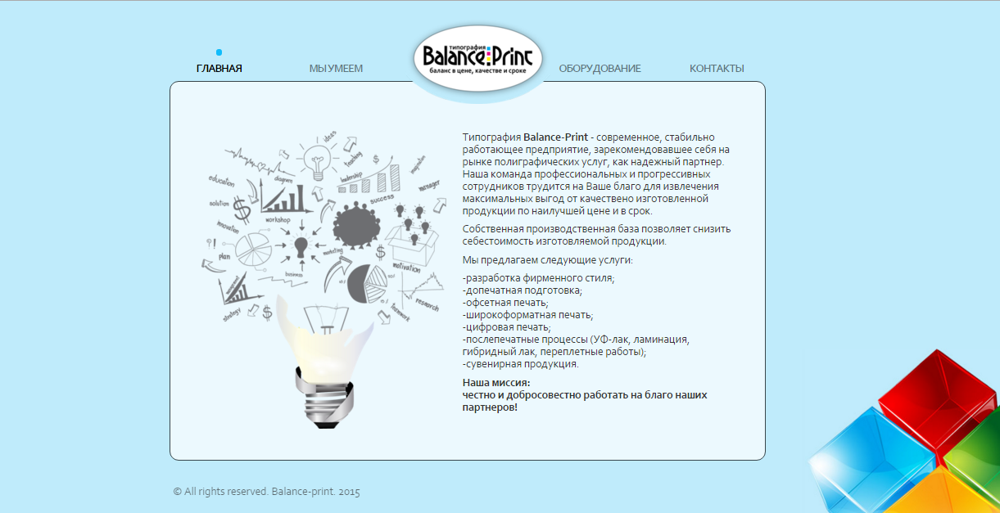 ГЛАВНАЯ
МЫ УМЕЕМ
типография
Balance-Print
баланс в цене, качестве и сроке
ОБОРУДОВАНИЕ
КОНТАКТЫ
ideas
teaching
education
diagram
leadership
$
imagination
manager
solution
$
success
workshop
innovation
?!
plan
marketing
$
motivation
business
management
strategy
$
teamwork
research
Типография Balance-Print - современное, стабильно
работающее предприятие, зарекомендовавшее себя на
рынке полиграфических услуг, как надежный партнер.
Наша команда профессиональных и прогрессивных
сотрудников трудится на Ваше благо для извлечения
максимальных выгод от качествено изготовленной
продукции по наилучшей цене и в срок.
Собственная производственная база позволяет снизить
себестоимость изготовляемой продукции.
Мы предлагаем следующие услуги:
-разработка фирменного стиля;
-допечатная подготовка;
-офсетная печать;
-широкоформатная печать;
-цифровая печать;
-послепечатные процессы (УФ-лак, ламинация,
гибридный лак, переплетные работы);
-сувенирная продукция.
Наша миссия:
честно и добросовестно работать на благо наших
партнеров!
© All rights reserved. Balance-print. 2015